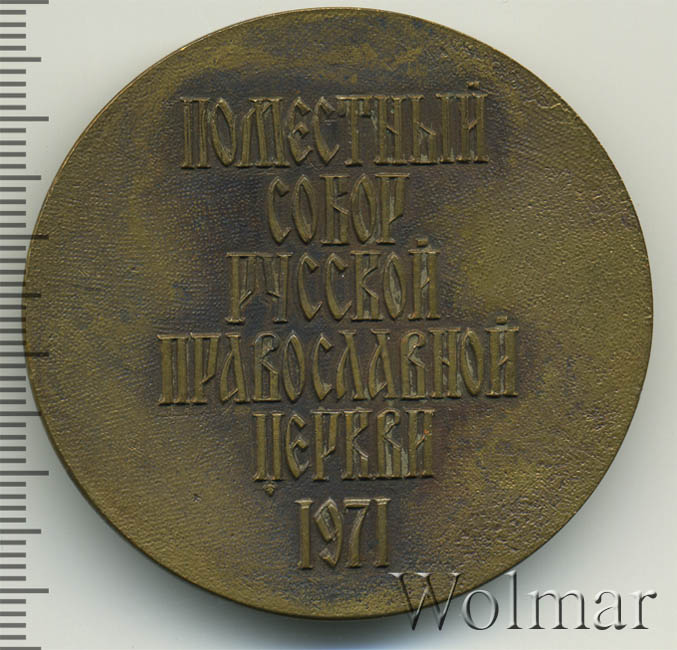 ПОМЕСТНЫЙ
СОБОР
РУССКОЙ
ПРАВОСЛАВНОЙ
ЦЕРКВИ
1971
Wolmar